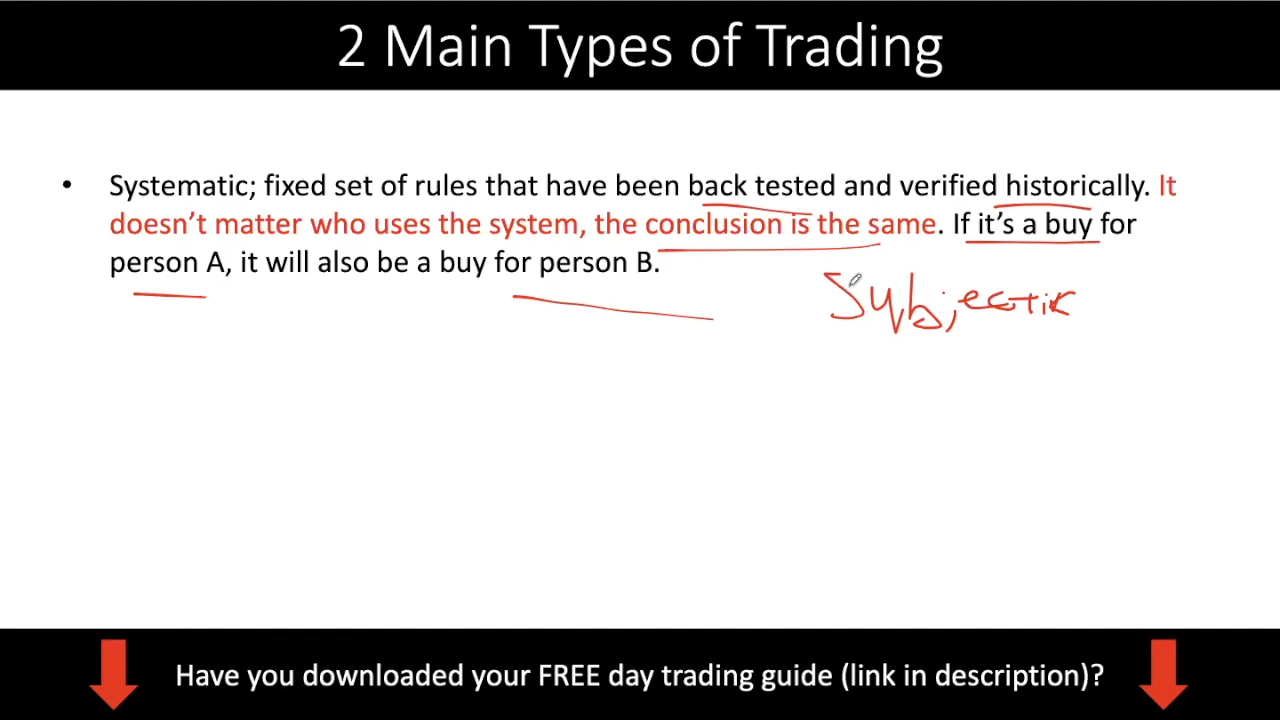 2 Main Types of Trading
• Systematic; fixed set of rules that have been back tested and verified historically. It
doesn't matter who uses the system, the conclusion is the same. If it's a buy for
person A, it will also be a buy for person B.
Have you downloaded your FREE day trading guide (link in description)?